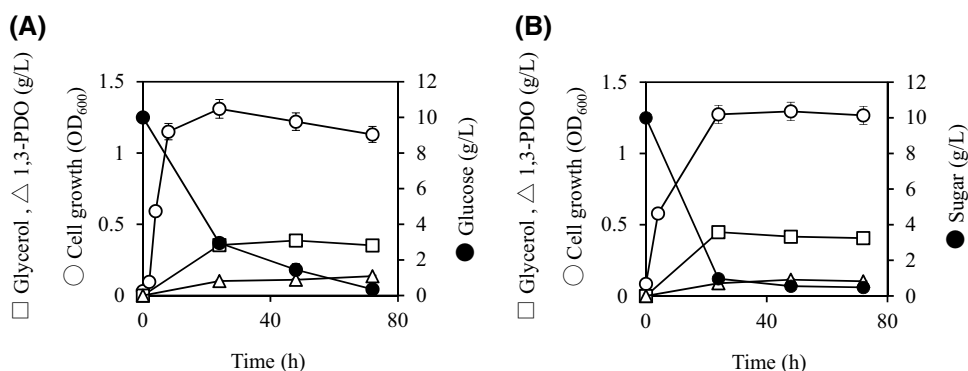 (A)
□ Glycerol , △ 1,3-PDO (g/L)
○ Cell growth (OD600)
1.5
1
0.5
0
12
10
8
6
4
2
0
● Glucose (g/L)
0 40 80
Time (h)
(B)
□ Glycerol , △ 1,3-PDO (g/L)
○ Cell growth (OD600)
1.5
1
0.5
0
12
10
8
6
4
2
0
● Sugar (g/L)
0 40 80
Time (h)